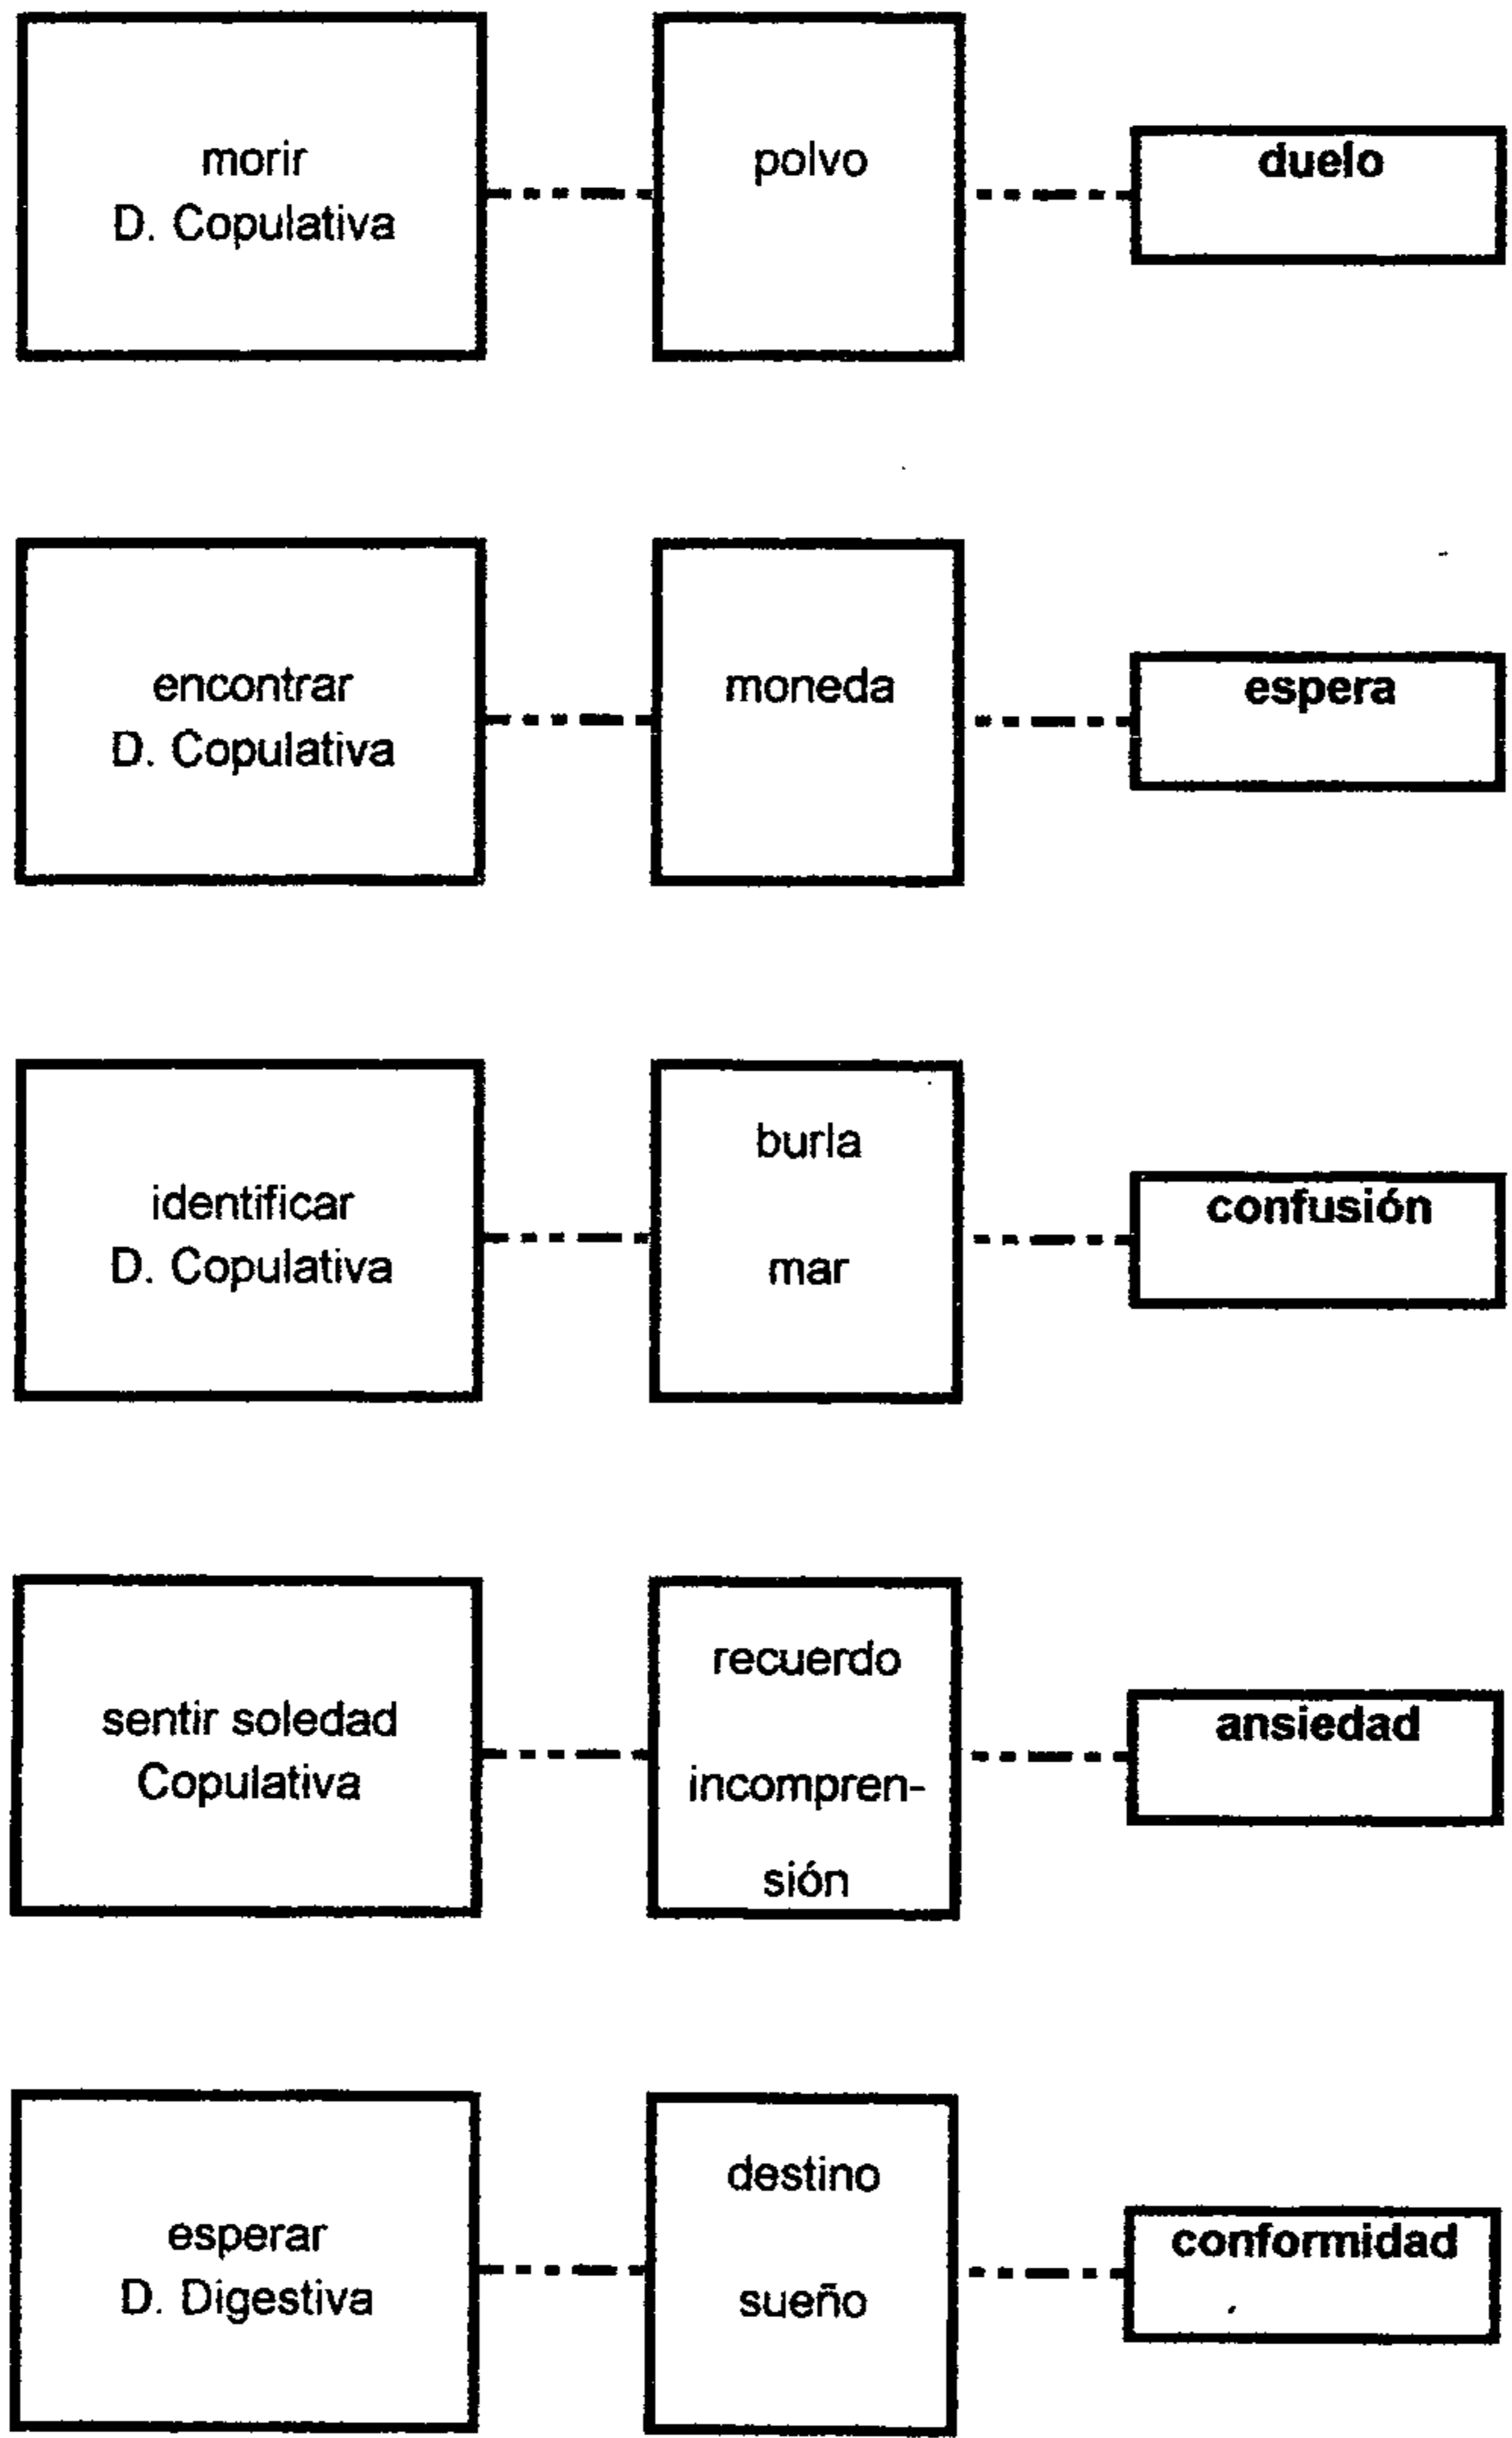 morir
D. Copulativa
polvo
duelo
encontrar
D. Copulativa
moneda
espera
identificar
D. Copulativa
burla
mar
confusión
sentir soledad
Copulativa
recuerdo
incompren-
sión
ansiedad
esperar
D. Digestiva
destino
sueño
conformidad